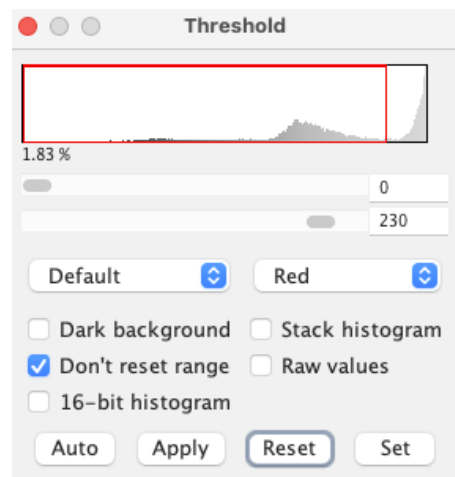 Threshold
1.83 %
0
230
Default Red
Dark background Stack histogram
Don't reset range Raw values
16-bit histogram
Auto Apply Reset Set